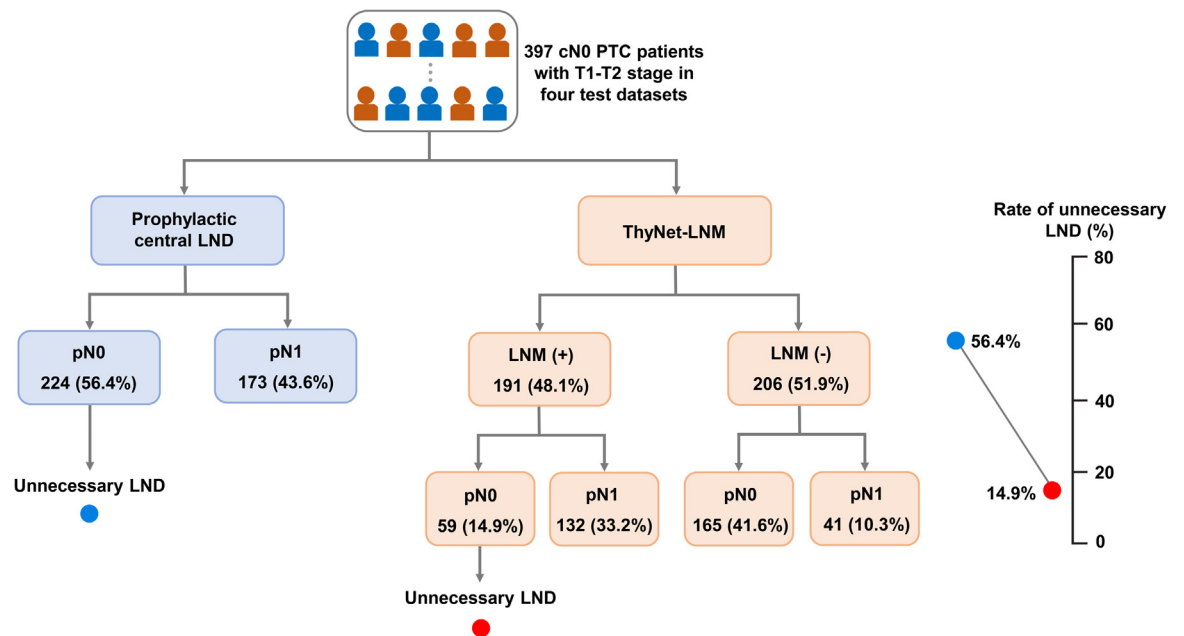 397 cN0 PTC patients
with T1-T2 stage in
four test datasets
Prophylactic
central LND
ThyNet-LNM
pN0
224 (56.4%)
pN1
173 (43.6%)
LNM (+)
191 (48.1%)
LNM (-)
206 (51.9%)
Unnecessary LND
pN0
59 (14.9%)
pN1
132 (33.2%)
pN0
165 (41.6%)
pN1
41 (10.3%)
Unnecessary LND
Rate of unnecessary
LND (%)
80
60
56.4%
40
20
14.9%
0